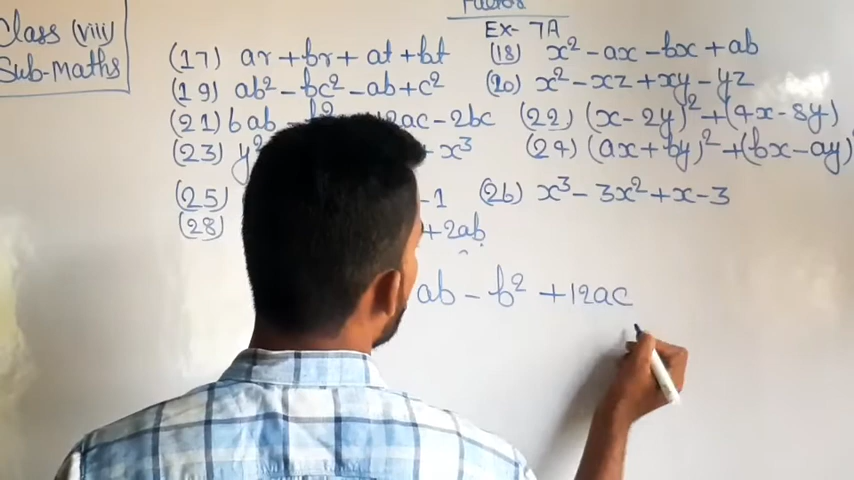 Factors
Ex- 7A
Class (viii)
Sub- Maths
(17) ar + br + at + bt (18) x² - ax - bx + ab
(19) ab² - bc² - ab + c² (20) x² - xz + xy - yz
(21) 6ab - b² 12ac - 2bc (22) (x - 2y)² + (4x - 8y)
(23) y² + x³ (24) (ax + by)² + (bx - ay)²
(25) - 1 (26) x³ - 3x² + x - 3
(28) + 2ab
ab - b² + 12ac